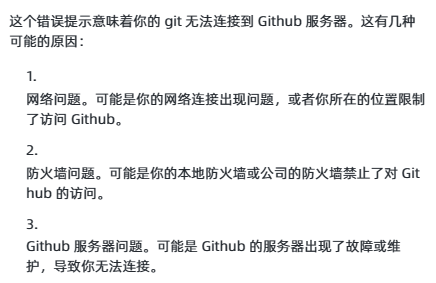 这个错误提示意味着你的 git 无法连接到 Github 服务器。这有几种
可能的原因：
1.
网络问题。可能是你的网络连接出现问题，或者你所在的位置限制
了访问 Github。
2.
防火墙问题。可能是你的本地防火墙或公司的防火墙禁止了对 Git
hub 的访问。
3.
Github 服务器问题。可能是 Github 的服务器出现了故障或维
护，导致你无法连接。